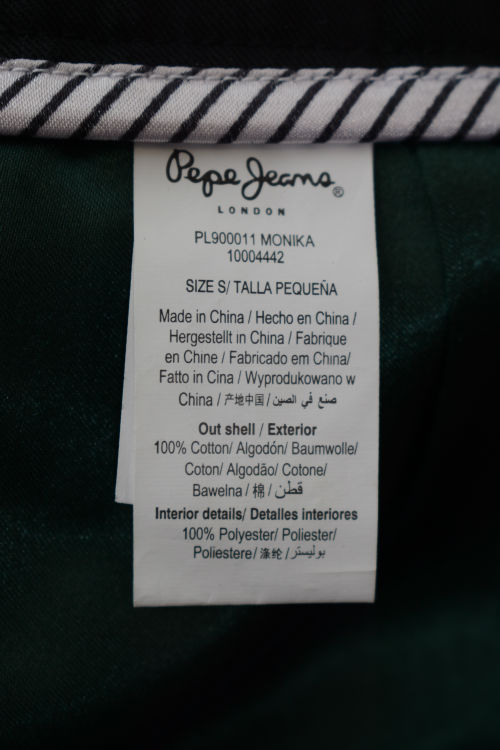 Pepe Jeans®
LONDON
PL900011 MONIKA
10004442
SIZE S/ TALLA PEQUEÑA
Made in China / Hecho en China /
Hergestellt in China / Fabrique
en Chine / Fabricado em China/
Fatto in Cina / Wyprodukowano w
China / 产地中国 / صنع في الصين
Out shell / Exterior
100% Cotton/ Algodón/ Baumwolle/
Coton/ Algodão/ Cotone/
Bawelna / 棉 / قطن
Interior details/ Detalles interiores
100% Polyester/ Poliester/
Poliestere/ 涤纶 / بوليستر